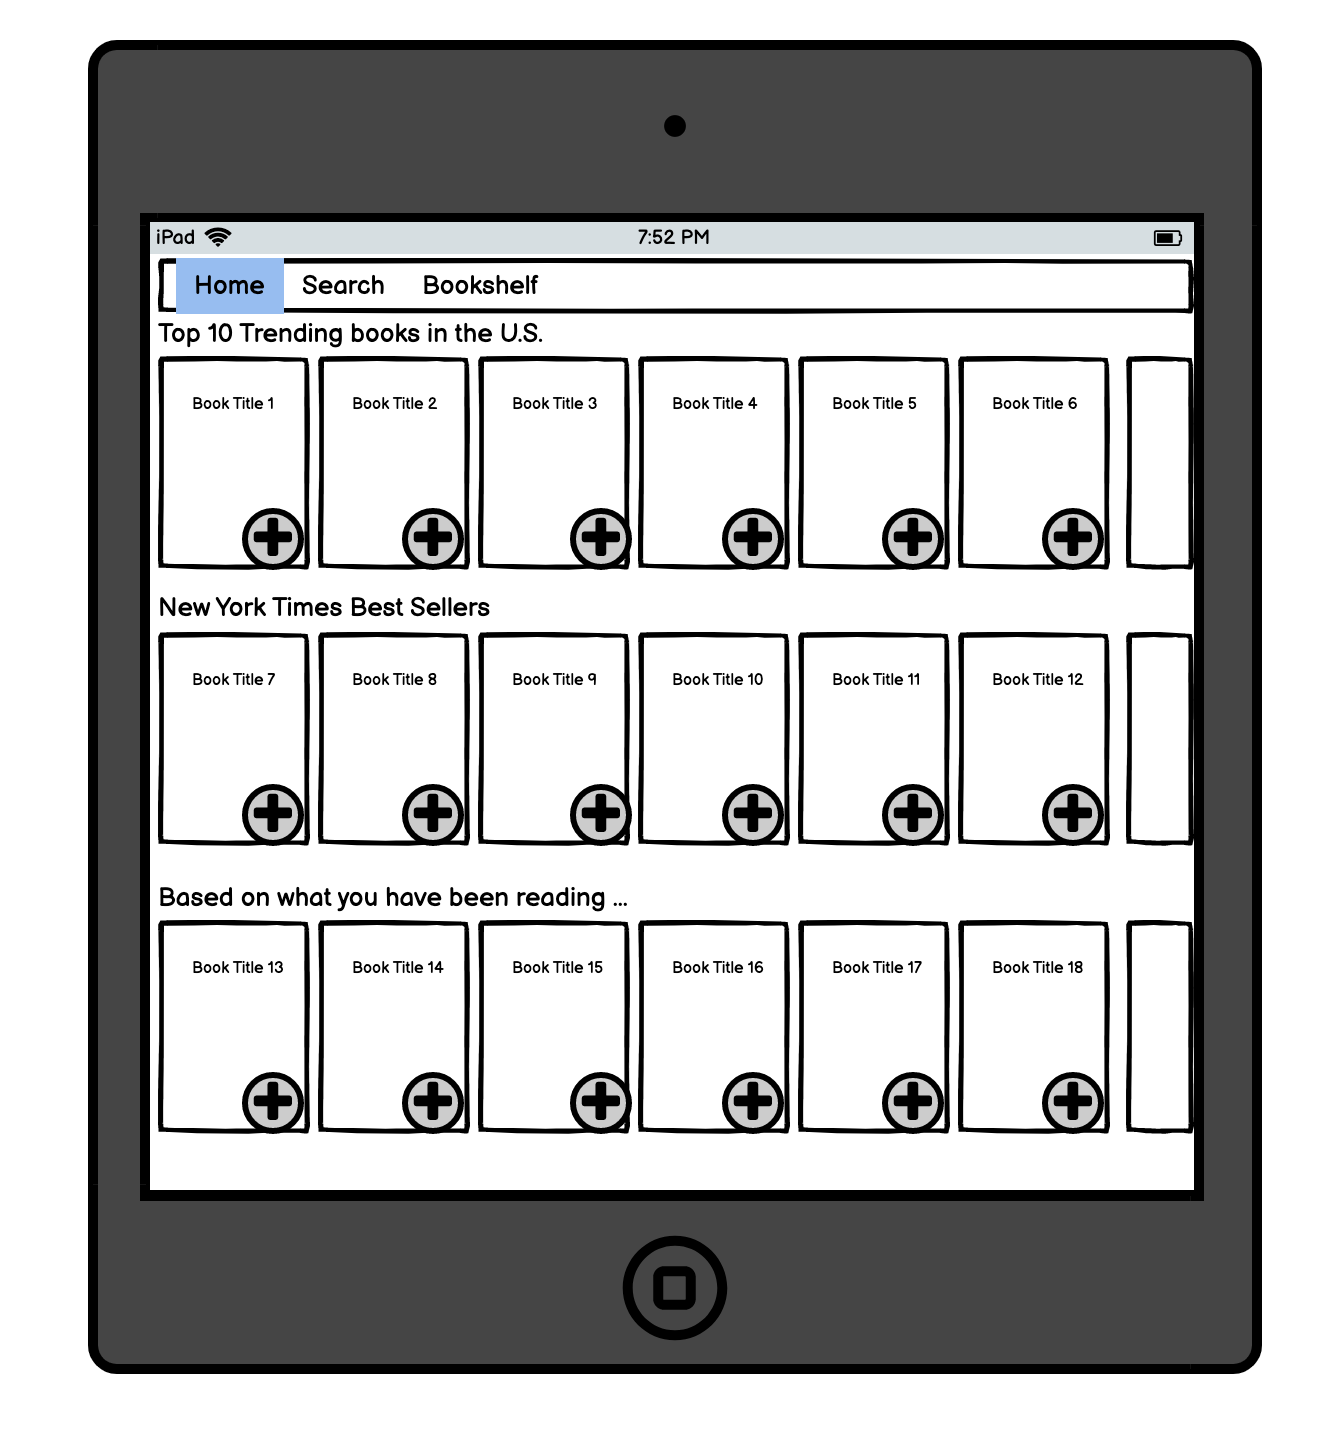 iPad 7:52 PM
Home Search Bookshelf
Top 10 Trending books in the U.S.
Book Title 1 Book Title 2 Book Title 3 Book Title 4 Book Title 5 Book Title 6
New York Times Best Sellers
Book Title 7 Book Title 8 Book Title 9 Book Title 10 Book Title 11 Book Title 12
Based on what you have been reading ...
Book Title 13 Book Title 14 Book Title 15 Book Title 16 Book Title 17 Book Title 18